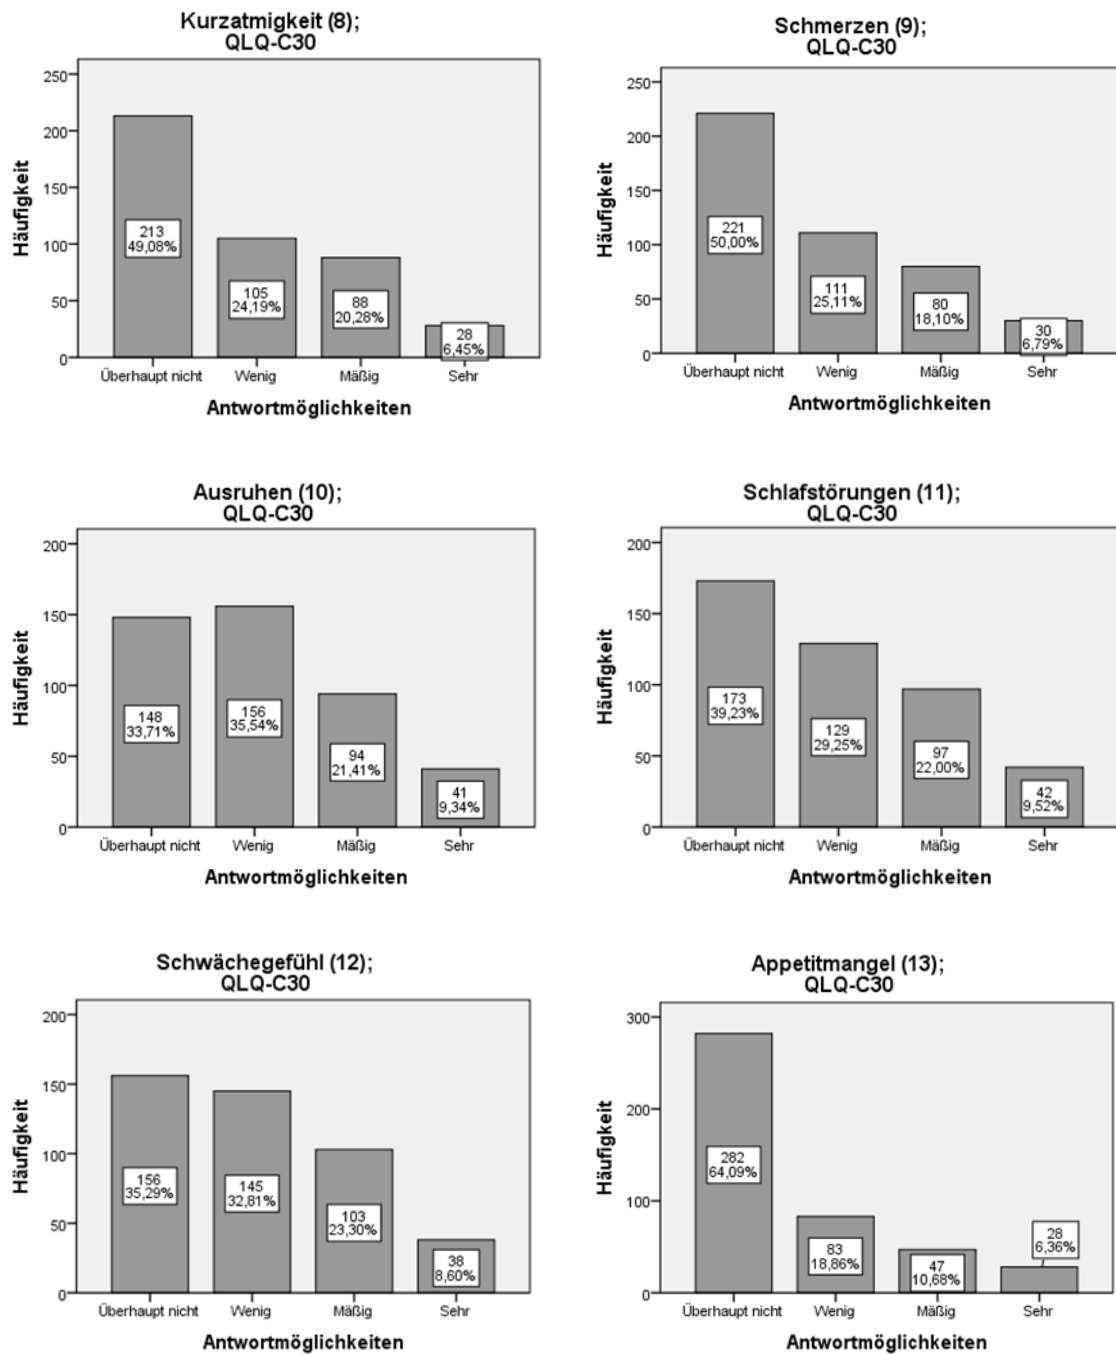 Kurzatmigkeit (8);
QLQ-C30
Häufigkeit
250
200
150
100
50
0
213
49,08%
105
24,19%
88
20,28%
28
6,45%
Überhaupt nicht
Wenig
Mäßig
Sehr
Antwortmöglichkeiten
Schmerzen (9);
QLQ-C30
Häufigkeit
250
200
150
100
50
0
221
50,00%
111
25,11%
80
18,10%
30
6,79%
Überhaupt nicht
Wenig
Mäßig
Sehr
Antwortmöglichkeiten
Ausruhen (10);
QLQ-C30
Häufigkeit
200
150
100
50
0
148
33,71%
156
35,54%
94
21,41%
41
9,34%
Überhaupt nicht
Wenig
Mäßig
Sehr
Antwortmöglichkeiten
Schlafstörungen (11);
QLQ-C30
Häufigkeit
200
150
100
50
0
173
39,23%
129
29,25%
97
22,00%
42
9,52%
Überhaupt nicht
Wenig
Mäßig
Sehr
Antwortmöglichkeiten
Schwächegefühl (12);
QLQ-C30
Häufigkeit
200
150
100
50
0
156
35,29%
145
32,81%
103
23,30%
38
8,60%
Überhaupt nicht
Wenig
Mäßig
Sehr
Antwortmöglichkeiten
Appetitmangel (13);
QLQ-C30
Häufigkeit
300
200
100
0
282
64,09%
83
18,86%
47
10,68%
28
6,36%
Überhaupt nicht
Wenig
Mäßig
Sehr
Antwortmöglichkeiten